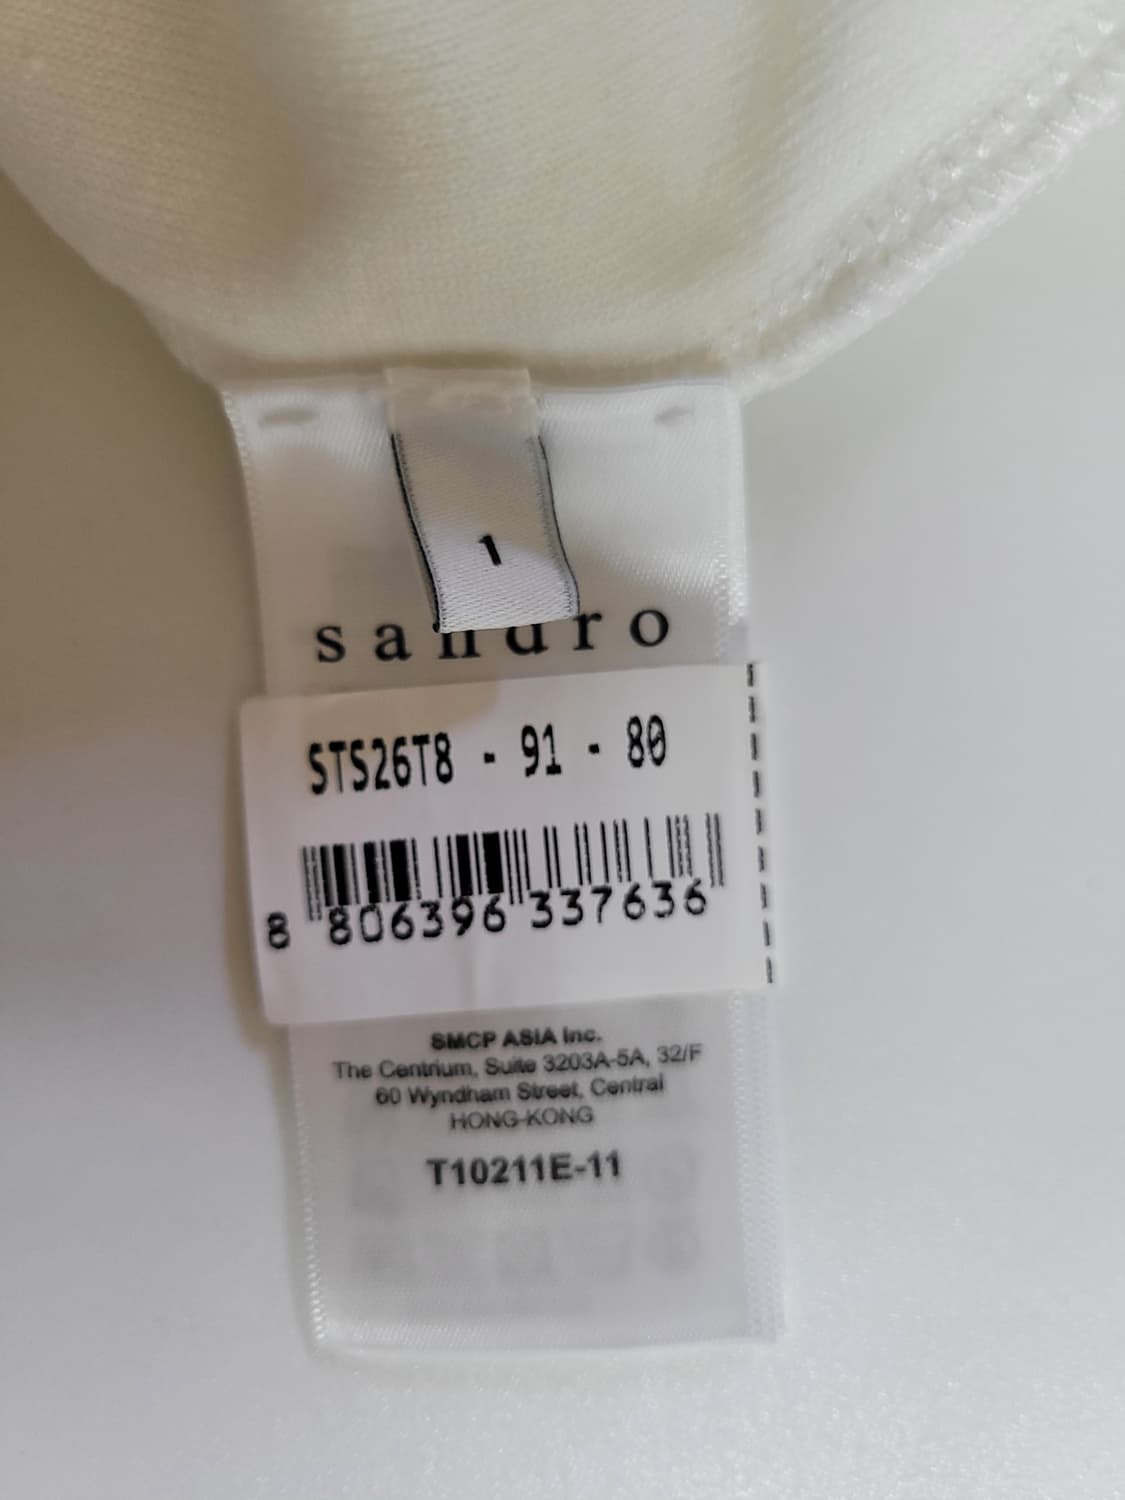 1
sandro
STS26T8 - 91 - 80
8 806396 337636
SMCP ASIA Inc.
The Centrium, Suite 3203A-5A, 32/F
60 Wyndham Street, Central
HONG-KONG
T10211E-11